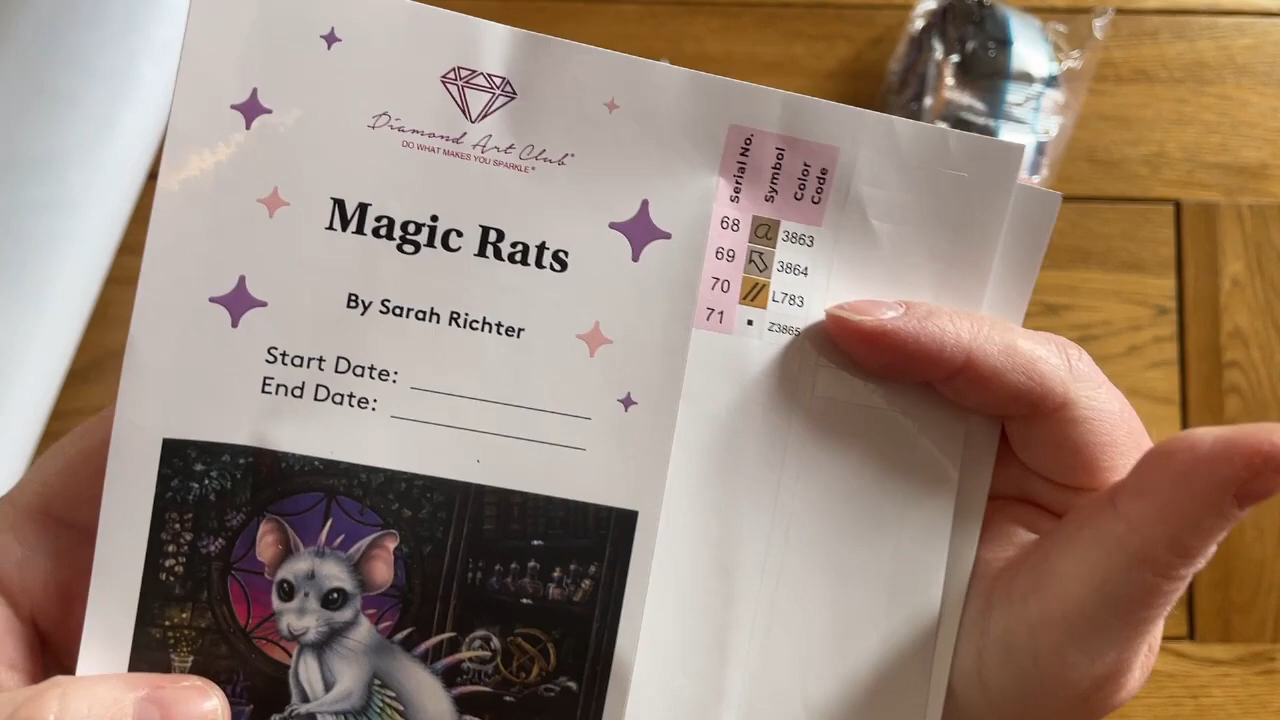 Diamond Art Club®
DO WHAT MAKES YOU SPARKLE®
Magic Rats
By Sarah Richter
Start Date:
End Date:
Serial No. Symbol Color Code
68 a 3863
69 3864
70 // L783
71 ▪ Z3865